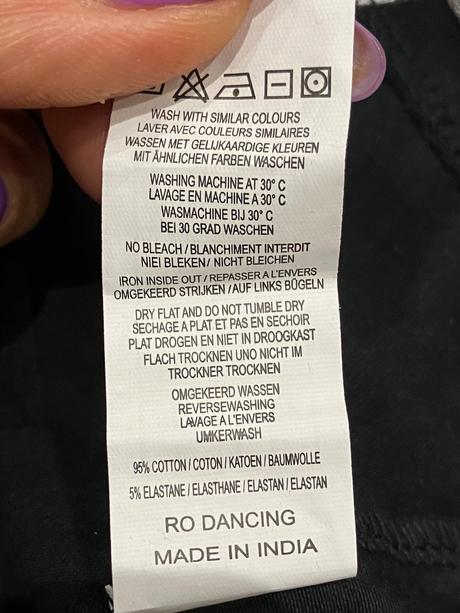 WASH WITH SIMILAR COLOURS
LAVER AVEC COULEURS SIMILAIRES
WASSEN MET GELIJKAARDIGE KLEUREN
MIT ÄHNLICHEN FARBEN WASCHEN
WASHING MACHINE AT 30° C
LAVAGE EN MACHINE A 30° C
WASMACHINE BIJ 30° C
BEI 30 GRAD WASCHEN
NO BLEACH / BLANCHIMENT INTERDIT
NIEI BLEKEN / NICHT BLEICHEN
IRON INSIDE OUT / REPASSER A L'ENVERS
OMGEKEERD STRIJKEN / AUF LINKS BÜGELN
DRY FLAT AND DO NOT TUMBLE DRY
SECHAGE A PLAT ET PAS EN SECHOIR
PLAT DROGEN EN NIET IN DROOGKAST
FLACH TROCKNEN UND NICHT IM
TROCKNER TROCKNEN
OMGEKEERD WASSEN
REVERSEWASHING
LAVAGE A L'ENVERS
UMKERWASH
95% COTTON / COTON / KATOEN / BAUMWOLLE
5% ELASTANE / ELASTHANE / ELASTAN / ELASTAN
RO DANCING
MADE IN INDIA